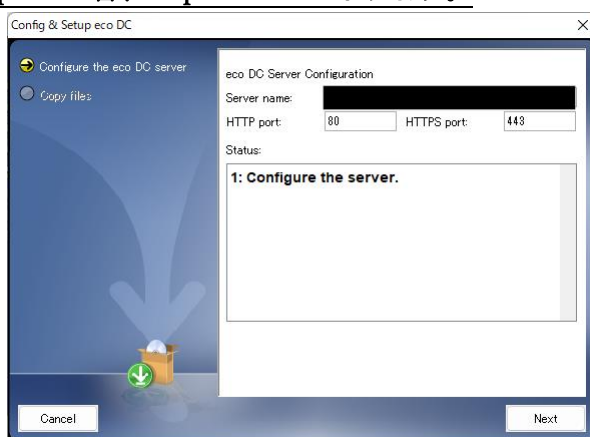 Config & Setup eco DC
Configure the eco DC server
Copy files
eco DC Server Configuration
Server name:
HTTP port: 80 HTTPS port: 443
Status:
1: Configure the server.
Cancel
Next